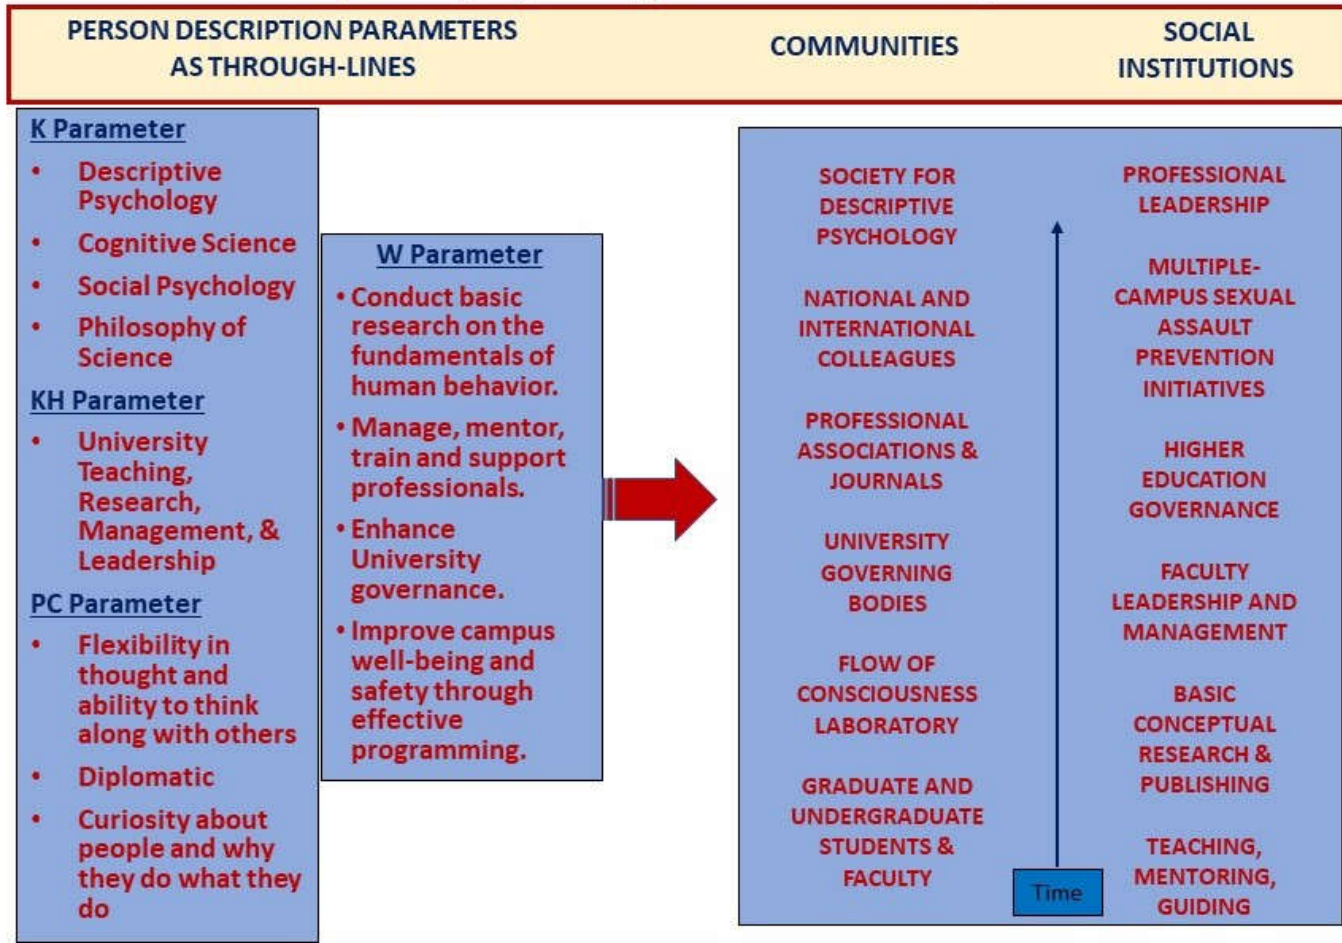 PERSON DESCRIPTION PARAMETERS
AS THROUGH-LINES
COMMUNITIES
SOCIAL
INSTITUTIONS
K Parameter
• Descriptive
Psychology
• Cognitive Science
• Social Psychology
• Philosophy of
Science
KH Parameter
• University
Teaching,
Research,
Management, &
Leadership
PC Parameter
• Flexibility in
thought and
ability to think
along with others
• Diplomatic
• Curiosity about
people and why
they do what they
do
W Parameter
• Conduct basic
research on the
fundamentals of
human behavior.
• Manage, mentor,
train and support
professionals.
• Enhance
University
governance.
• Improve campus
well-being and
safety through
effective
programming.
SOCIETY FOR
DESCRIPTIVE
PSYCHOLOGY
NATIONAL AND
INTERNATIONAL
COLLEAGUES
PROFESSIONAL
ASSOCIATIONS &
JOURNALS
UNIVERSITY
GOVERNING
BODIES
FLOW OF
CONSCIOUSNESS
LABORATORY
GRADUATE AND
UNDERGRADUATE
STUDENTS &
FACULTY
Time
PROFESSIONAL
LEADERSHIP
MULTIPLE-
CAMPUS SEXUAL
ASSAULT
PREVENTION
INITIATIVES
HIGHER
EDUCATION
GOVERNANCE
FACULTY
LEADERSHIP AND
MANAGEMENT
BASIC
CONCEPTUAL
RESEARCH &
PUBLISHING
TEACHING,
MENTORING,
GUIDING